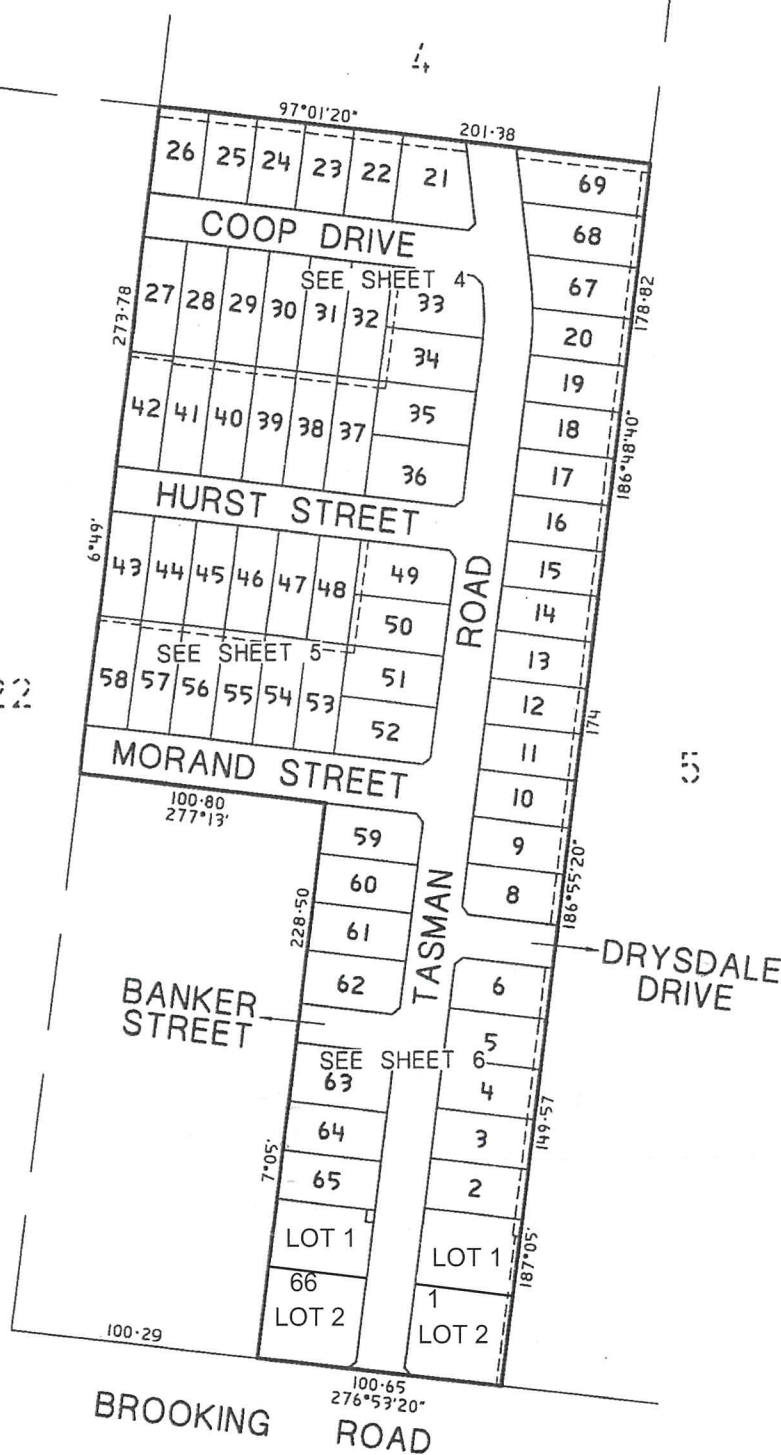 4
97°01'20"
201·38
26 25 24 23 22 21
69
COOP DRIVE
68
SEE SHEET 4
27 28 29 30 31 32 33
67
273·78
178·82
20
34
19
42 41 40 39 38 37 35
18
186°48'40"
36
17
HURST STREET
16
6°49'
43 44 45 46 47 48 49
15
ROAD
50
14
SEE SHEET 5
13
58 57 56 55 54 53 51
12
174
22
52
11
5
MORAND STREET
10
100·80
277°13'
59
9
60
8
186°55'20"
228·50
61
TASMAN
DRYSDALE
DRIVE
62
6
BANKER
STREET
5
SEE SHEET 6
63
4
149·57
64
3
7°05'
65
2
LOT 1
LOT 1
187°05'
66
1
LOT 2
LOT 2
100·29
100·65
276°53'20"
BROOKING ROAD